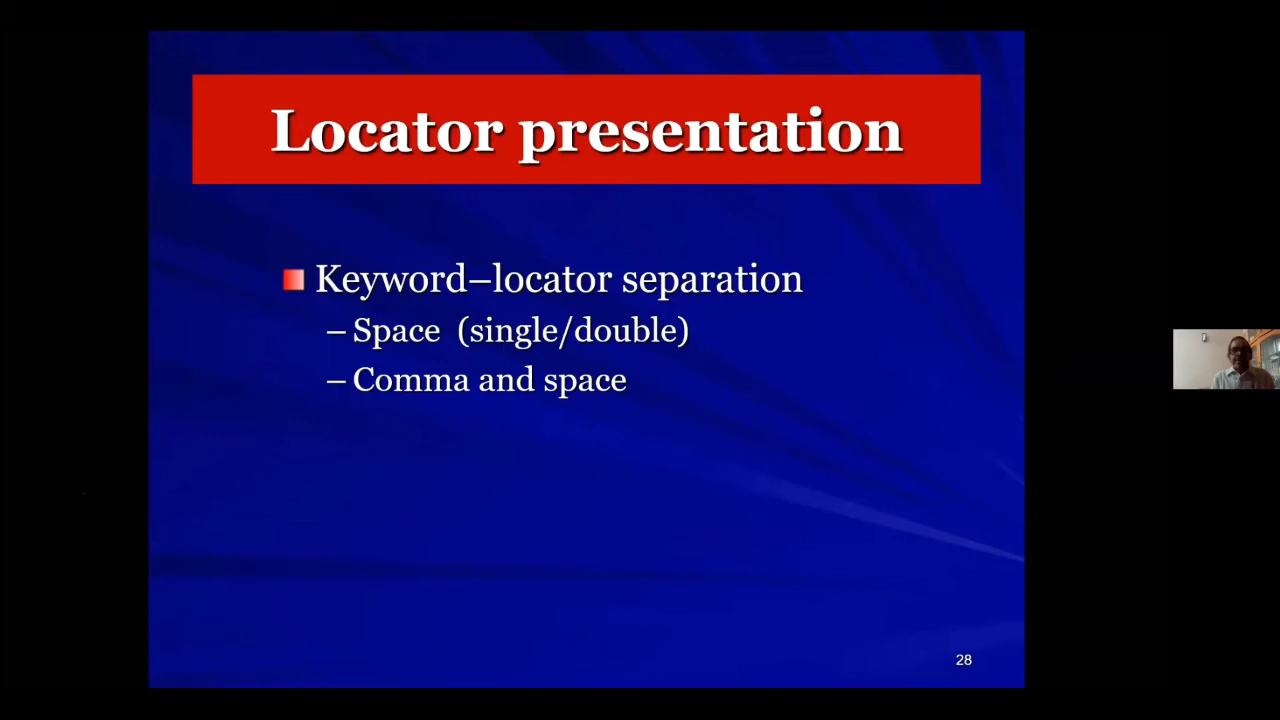 Locator presentation
Keyword–locator separation
– Space (single/double)
– Comma and space
28